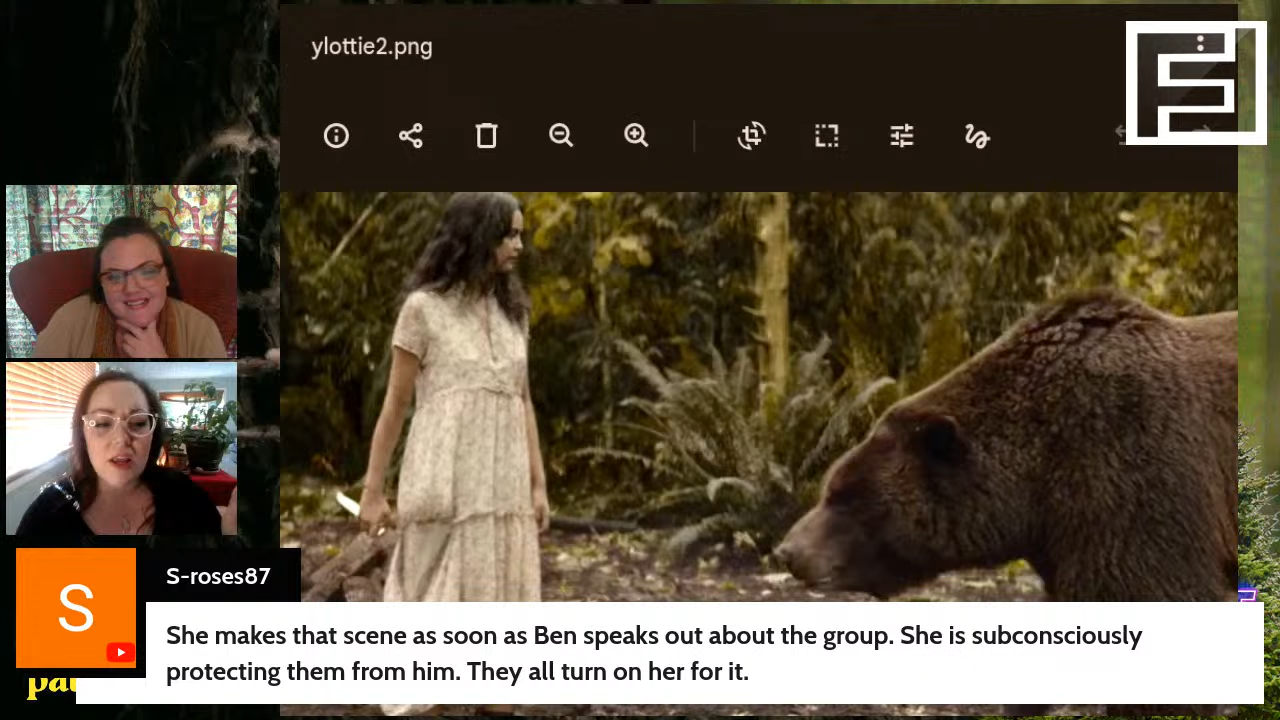 ylottie2.png
S
S-roses87
She makes that scene as soon as Ben speaks out about the group. She is subconsciously
protecting them from him. They all turn on her for it.